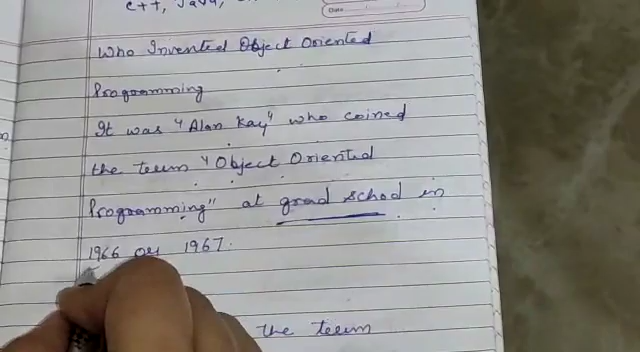 C++, Java,
Date
Who Invented Object Oriented
Programming
It was "Alan Kay" who coined
the term "Object Oriented
Programming" at grad school in
1966 or 1967.
the term